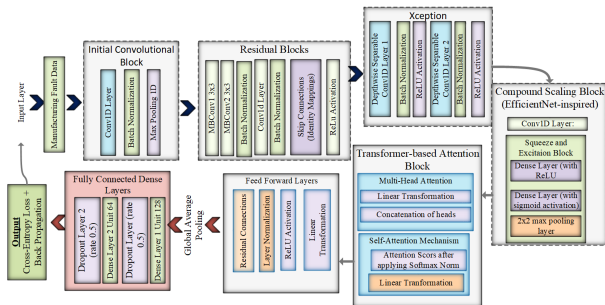 Input Layer
Manufacturing Fault Data
Initial Convolutional
Block
Conv1D Layer
Batch Normalization
Max Pooling 1D
Residual Blocks
MBConv1 3x3
MBConv2 3x3
Batch Normalization
Conv1d Layer
Batch Normalization
Skip Connections
(Identity Mappings)
ReLu Activation
Xception
Depthwise Separable
Conv1D Layer 1
Batch Normalization
ReLU Activation
Depthwise Separable
Conv1D Layer 2
Batch Normalization
ReLU Activation
Compound Scaling Block
(EfficientNet-inspired)
Conv1D Layer:
Squeeze and
Excitation Block
Dense Layer (with
ReLU
Dense Layer (with
sigmoid activation)
2x2 max pooling
layer
Transformer-based Attention Block
Multi-Head Attention
Linear Transformation
Concatenation of heads
Self-Attention Mechanism
Attention Score after
applying Softmax Norm
Linear Transformation
Feed Forward Layers
Residual Connections
Layer Normalization
ReLU Activation
Linear
Transformation
Global Average
Pooling
Fully Connected Dense
Layers
Dropout Layer 2
(rate 0.5)
Dense Layer 2 Unit 64
Dropout Layer (rate
0.5)
Dense Layer 1 Unit 128
Output
Cross-Entropy Loss +
Back Propagation